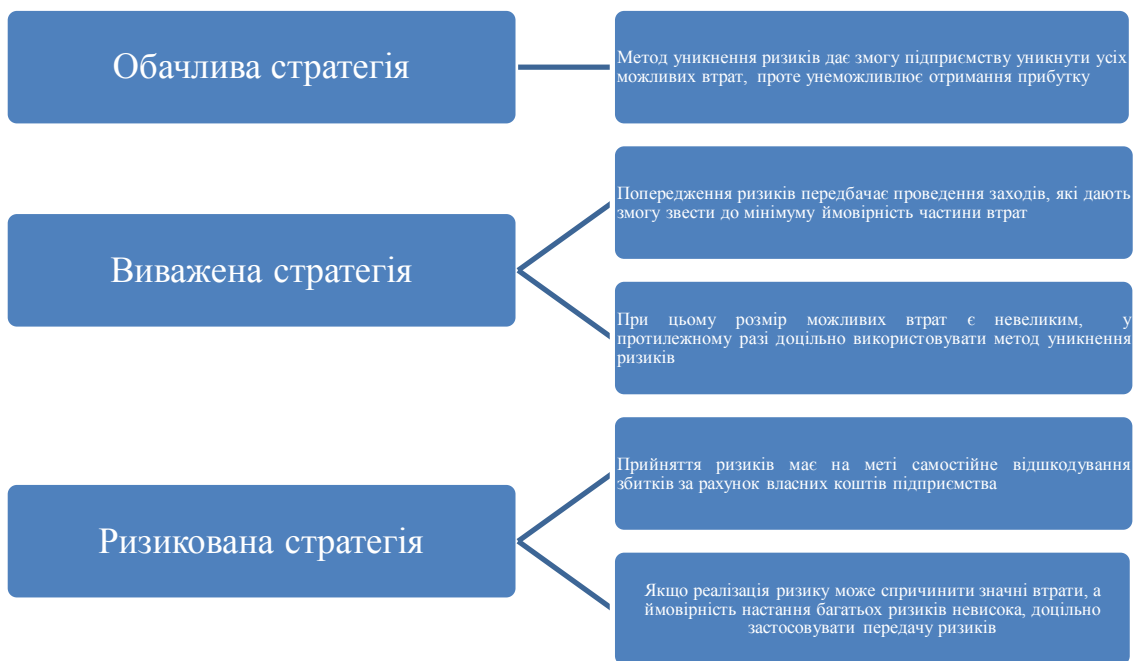 Обачлива стратегія
Метод уникнення ризиків дає змогу підприємству уникнути усіх
можливих втрат, проте унеможливлює отримання прибутку
Виважена стратегія
Попередження ризиків передбачає проведення заходів, які дають
змогу звести до мінімуму ймовірність частини втрат
При цьому розмір можливих втрат є невеликим, у
протилежному разі доцільно використовувати метод уникнення
ризиків
Ризикована стратегія
Прийняття ризиків має на меті самостійне відшкодування
збитків за рахунок власних коштів підприємства
Якщо реалізація ризику може спричинити значні втрати, а
ймовірність настання багатьох ризиків невисока, доцільно
застосовувати передачу ризиків